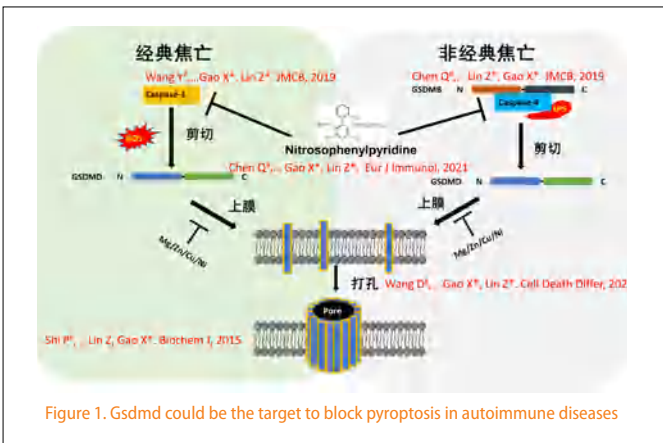 经典焦亡
非经典焦亡
Wang Y#,...Gao X*, Lin Z*. JMCB, 2019
Chen Q#,.. Lin Z*, Gao X*. JMCB, 2019
Caspase-1
GSDMB N C
Caspase-4 LPS
ROS 剪切
Nitrosophenylpyridine
剪切
Chen Q#,.. Gao X*, Lin Z*, Eur J Immunol, 2021
GSDMD N C
GSDMD N C
上膜
上膜
Mg/Zn/Cu/Ni
Mg/Zn/Cu/Ni
打孔
Wang D#,.. Gao X*, Lin Z*. Cell Death Differ, 202
Pore
Shi P#,.. Lin Z, Gao X*. Biochem J, 2015
Figure 1. Gsdmd could be the target to block pyroptosis in autoimmune diseases